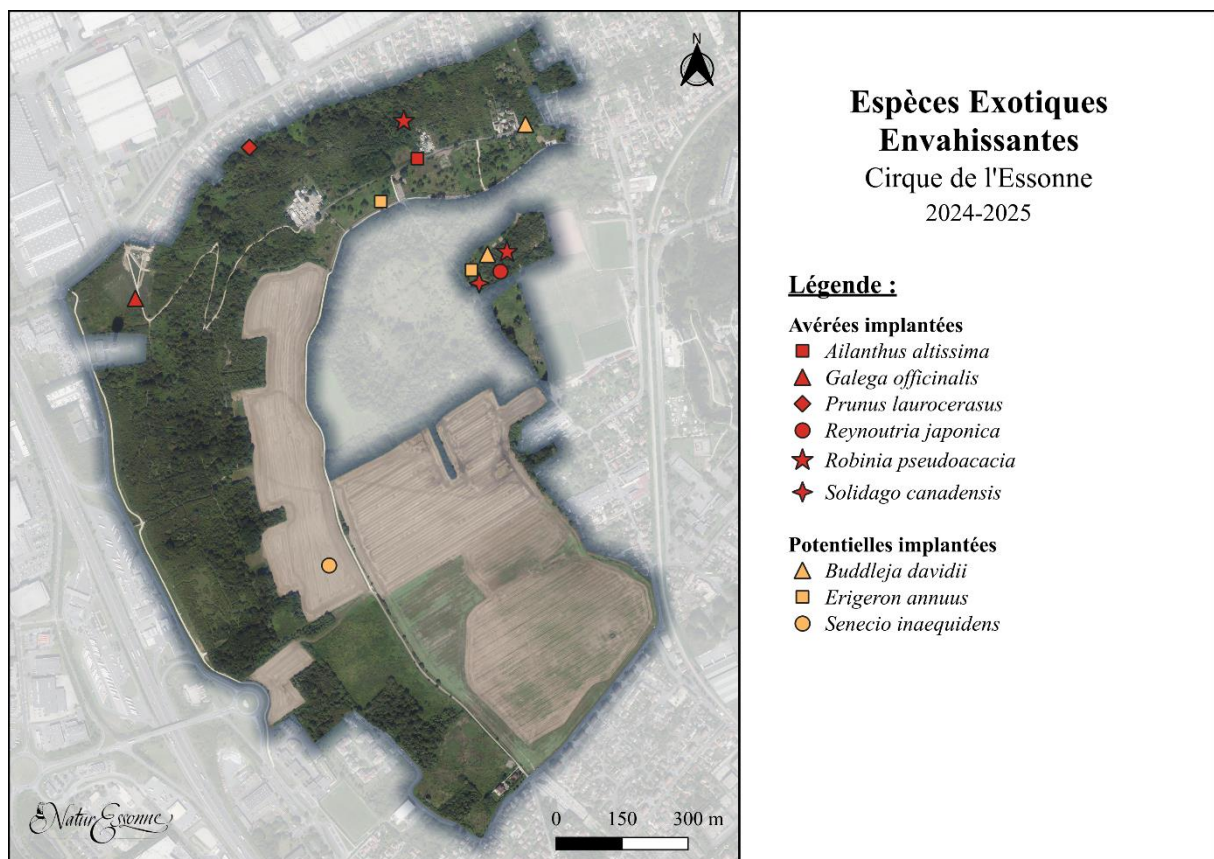 N
Espèces Exotiques
Envahissantes
Cirque de l'Essonne
2024-2025
Légende :
Avérées implantées
Ailanthus altissima
Galega officinalis
Prunus laurocerasus
Reynoutria japonica
Robinia pseudoacacia
Solidago canadensis
Potentielles implantées
Buddleja davidii
Erigeron annuus
Senecio inaequidens
NaturEssonne
0 150 300 m